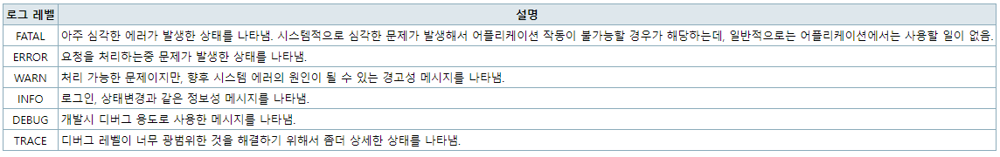 로그 레벨 설명
FATAL 아주 심각한 에러가 발생한 상태를 나타냄. 시스템적으로 심각한 문제가 발생해서 어플리케이션 작동이 불가능할 경우가 해당하는데, 일반적으로는 어플리케이션에서는 사용할 일이 없음.
ERROR 요청을 처리하는중 문제가 발생한 상태를 나타냄.
WARN 처리 가능한 문제이지만, 향후 시스템 에러의 원인이 될 수 있는 경고성 메시지를 나타냄.
INFO 로그인, 상태변경과 같은 정보성 메시지를 나타냄.
DEBUG 개발시 디버그 용도로 사용한 메시지를 나타냄.
TRACE 디버그 레벨이 너무 광범위한 것을 해결하기 위해서 좀더 상세한 상태를 나타냄.